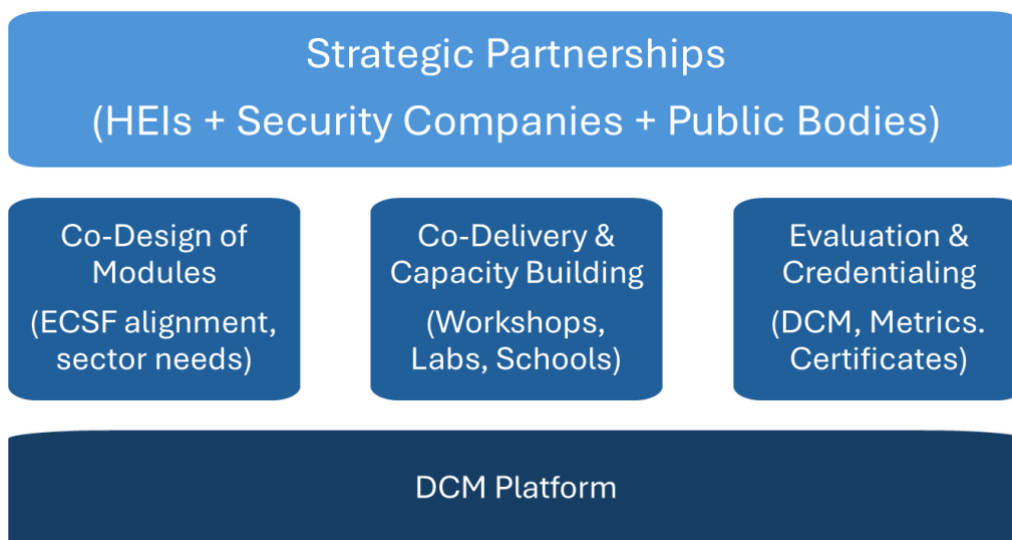 Strategic Partnerships
(HEIs + Security Companies + Public Bodies)
Co-Design of
Modules
(ECSF alignment,
sector needs)
Co-Delivery &
Capacity Building
(Workshops,
Labs, Schools)
Evaluation &
Credentialing
(DCM, Metrics.
Certificates)
DCM Platform